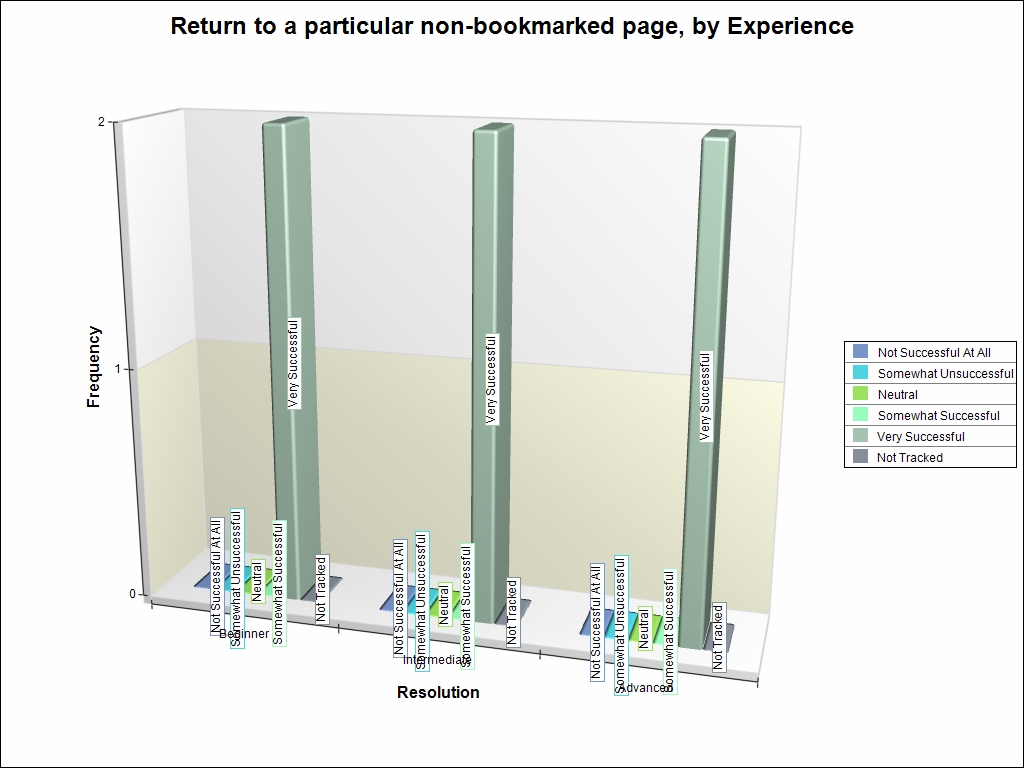 Return to a particular non-bookmarked page, by Experience
2
1
0
Frequency
Very Successful
Very Successful
Very Successful
Not Successful At All
Somewhat Unsuccessful
Neutral
Somewhat Successful
Not Tracked
Not Successful At All
Somewhat Unsuccessful
Neutral
Somewhat Successful
Not Tracked
Not Successful At All
Somewhat Unsuccessful
Neutral
Somewhat Successful
Not Tracked
Beginner
Intermediate
Advanced
Resolution
Not Successful At All
Somewhat Unsuccessful
Neutral
Somewhat Successful
Very Successful
Not Tracked